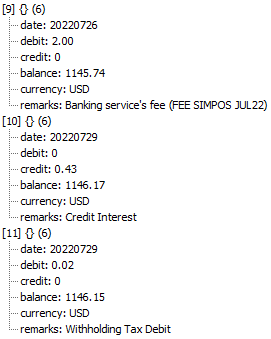 [9] {} (6)
date: 20220726
debit: 2.00
credit: 0
balance: 1145.74
currency: USD
remarks: Banking service's fee (FEE SIMPOS JUL22)
[10] {} (6)
date: 20220729
debit: 0
credit: 0.43
balance: 1146.17
currency: USD
remarks: Credit Interest
[11] {} (6)
date: 20220729
debit: 0.02
credit: 0
balance: 1146.15
currency: USD
remarks: Withholding Tax Debit